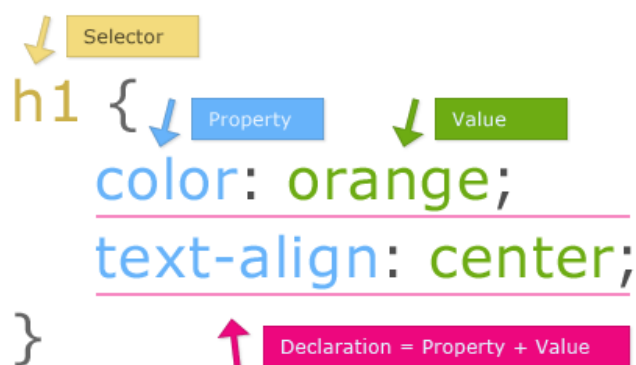 Selector
h1 {
Property
Value
color: orange;
text-align: center;
}
Declaration = Property + Value